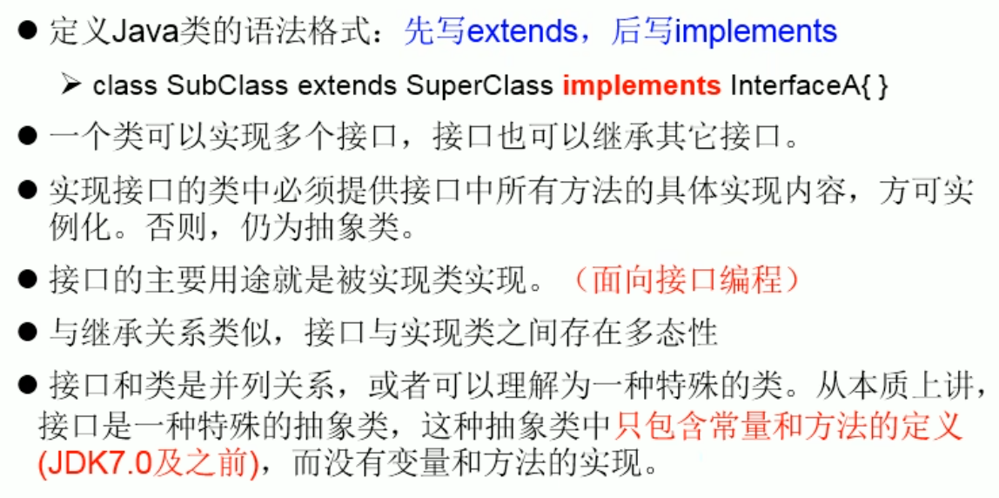 ● 定义Java类的语法格式：先写extends，后写implements
➢ class SubClass extends SuperClass implements InterfaceA{ }
● 一个类可以实现多个接口，接口也可以继承其它接口。
● 实现接口的类中必须提供接口中所有方法的具体实现内容，方可实
例化。否则，仍为抽象类。
● 接口的主要用途就是被实现类实现。（面向接口编程）
● 与继承关系类似，接口与实现类之间存在多态性
● 接口和类是并列关系，或者可以理解为一种特殊的类。从本质上讲，
接口是一种特殊的抽象类，这种抽象类中只包含常量和方法的定义
(JDK7.0及之前)，而没有变量和方法的实现。